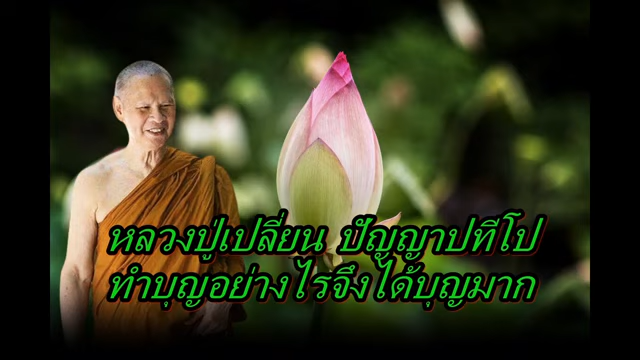 หลวงปู่เปลี่ยน ปัญญาปทีโป
ทำบุญอย่างไรจึงได้บุญมาก